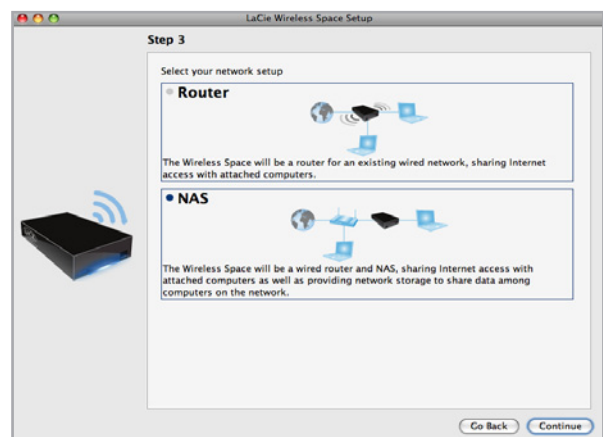 LaCie Wireless Space Setup
Step 3
Select your network setup
Router
The Wireless Space will be a router for an existing wired network, sharing Internet
access with attached computers.
NAS
The Wireless Space will be a wired router and NAS, sharing Internet access with
attached computers as well as providing network storage to share data among
computers on the network.
Go Back Continue